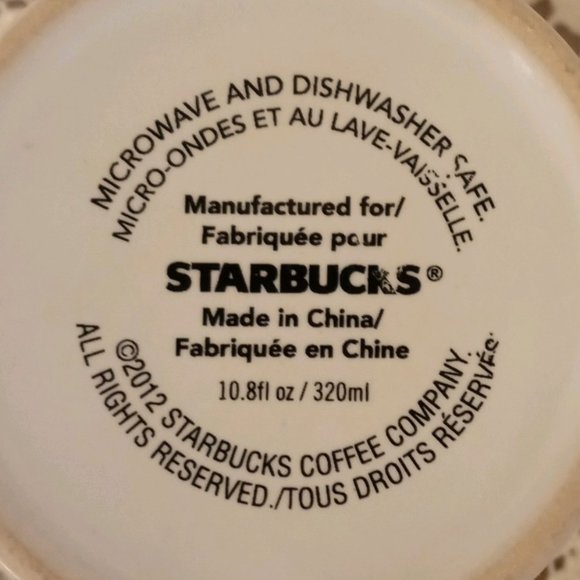 MICROWAVE AND DISHWASHER SAFE.
MICRO-ONDES ET AU LAVE-VAISSELLE.
Manufactured for/
Fabriquée pour
STARBUCKS®
Made in China/
Fabriquée en Chine
10.8fl oz / 320ml
©2012 STARBUCKS COFFEE COMPANY.
ALL RIGHTS RESERVED./TOUS DROITS RÉSERVÉS.